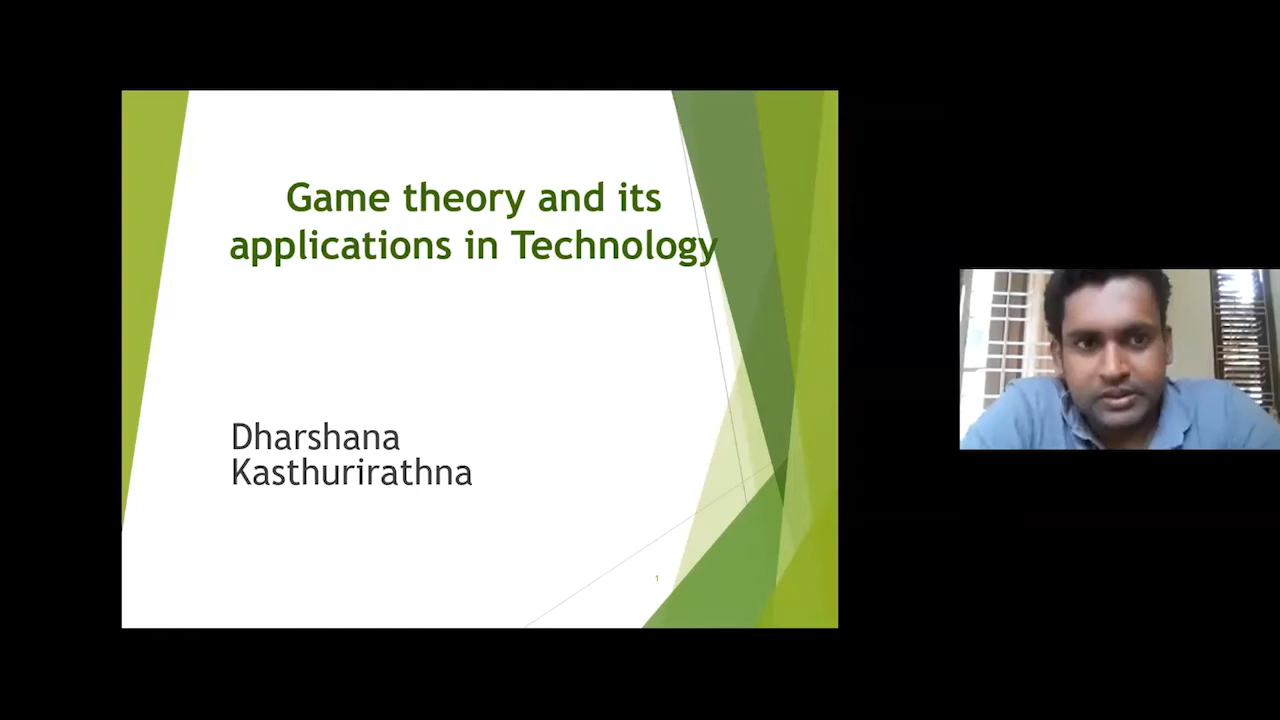 Game theory and its
applications in Technology
Dharshana
Kasthurirathna
1